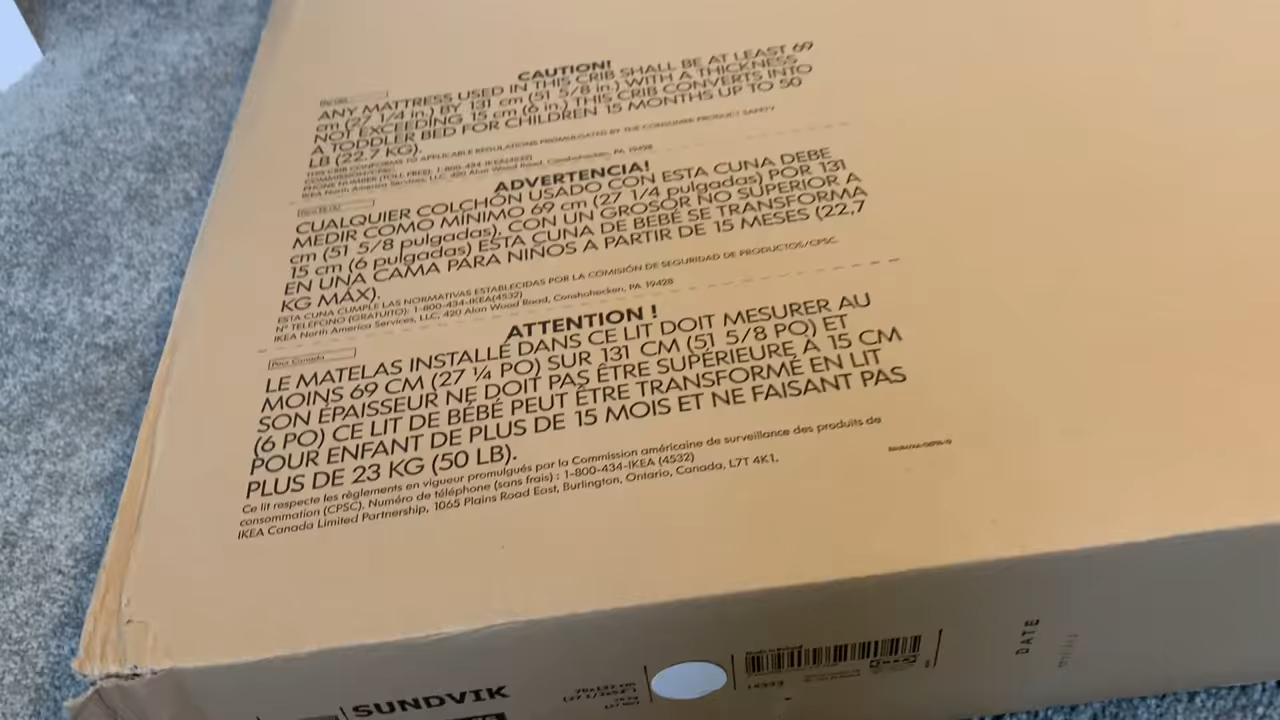 CAUTION!
ANY MATTRESS USED IN THIS CRIB SHALL BE AT LEAST 69
cm (27 1/4 in.) BY 131 cm (51 5/8 in.) WITH A THICKNESS
NOT EXCEEDING 15 cm (6 in.) THIS CRIB CONVERTS INTO
A TODDLER BED FOR CHILDREN 15 MONTHS UP TO 50
LB (22.7 KG).
THIS CRIB CONFORMS TO APPLICABLE REGULATIONS PROMULGATED BY THE CONSUMER PRODUCT SAFETY
COMMISSION/CPSC.
PHONE NUMBER (TOLL FREE): 1-800-434-IKEA(4532)
IKEA North America Services, LLC, 420 Alan Wood Road, Conshohocken, PA 19428
ADVERTENCIA!
CUALQUIER COLCHÓN USADO CON ESTA CUNA DEBE
MEDIR COMO MÍNIMO 69 cm (27 1/4 pulgadas) POR 131
cm (51 5/8 pulgadas), CON UN GROSOR NO SUPERIOR A
15 cm (6 pulgadas) ESTA CUNA DE BEBÉ SE TRANSFORMA
EN UNA CAMA PARA NIÑOS A PARTIR DE 15 MESES (22,7
KG MÁX).
ESTA CUNA CUMPLE LAS NORMATIVAS ESTABLECIDAS POR LA COMISIÓN DE SEGURIDAD DE PRODUCTOS/CPSC.
Nº TELÉFONO (GRATUITO): 1-800-434-IKEA(4532)
IKEA North America Services, LLC, 420 Alan Wood Road, Conshohocken, PA 19428
ATTENTION !
Pour Canada
LE MATELAS INSTALLÉ DANS CE LIT DOIT MESURER AU
MOINS 69 CM (27 ¼ PO) SUR 131 CM (51 5/8 PO) ET
SON ÉPAISSEUR NE DOIT PAS ÊTRE SUPÉRIEURE À 15 CM
(6 PO) CE LIT DE BÉBÉ PEUT ÊTRE TRANSFORMÉ EN LIT
POUR ENFANT DE PLUS DE 15 MOIS ET NE FAISANT PAS
PLUS DE 23 KG (50 LB).
Ce lit respecte les règlements en vigueur promulgués par la Commission américaine de surveillance des produits de
consommation (CPSC). Numéro de téléphone (sans frais) : 1-800-434-IKEA (4532)
IKEA Canada Limited Partnership, 1065 Plains Road East, Burlington, Ontario, Canada, L7T 4K1.
SUNDVIK
DATE